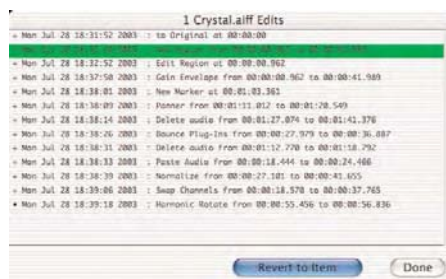 1 Crystal.aiff Edits
Mon Jul 28 18:31:52 2003 : to Original at 00:00:00
Mon Jul 28 18:32:52 2003 : Edit Region at 00:00:00.962
Mon Jul 28 18:37:50 2003 : Gain Envelope from 00:00:00.962 to 00:00:41.989
Mon Jul 28 18:38:01 2003 : New Marker at 00:01:03.361
Mon Jul 28 18:38:09 2003 : Panner from 00:01:11.012 to 00:01:20.549
Mon Jul 28 18:38:14 2003 : Delete audio from 00:01:27.074 to 00:01:41.376
Mon Jul 28 18:38:26 2003 : Bounce Plug-Ins from 00:00:27.979 to 00:00:36.087
Mon Jul 28 18:38:31 2003 : Delete audio from 00:01:12.770 to 00:01:18.792
Mon Jul 28 18:38:33 2003 : Paste Audio from 00:00:18.444 to 00:00:24.466
Mon Jul 28 18:38:39 2003 : Normalize from 00:00:27.101 to 00:00:41.655
Mon Jul 28 18:39:06 2003 : Swap Channels from 00:00:18.570 to 00:00:37.765
Mon Jul 28 18:39:18 2003 : Harmonic Rotate from 00:00:55.456 to 00:00:56.836
Revert to Item
Done